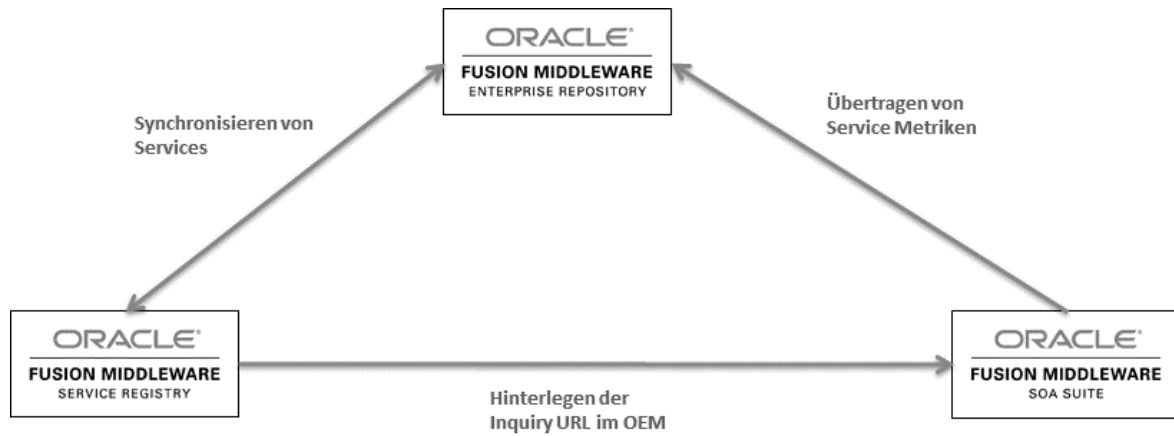 ORACLE
FUSION MIDDLEWARE
ENTERPRISE REPOSITORY
Synchronisieren von
Services
Übertragen von
Service Metriken
ORACLE
FUSION MIDDLEWARE
SERVICE REGISTRY
Hinterlegen der
Inquiry URL im OEM
ORACLE
FUSION MIDDLEWARE
SOA SUITE